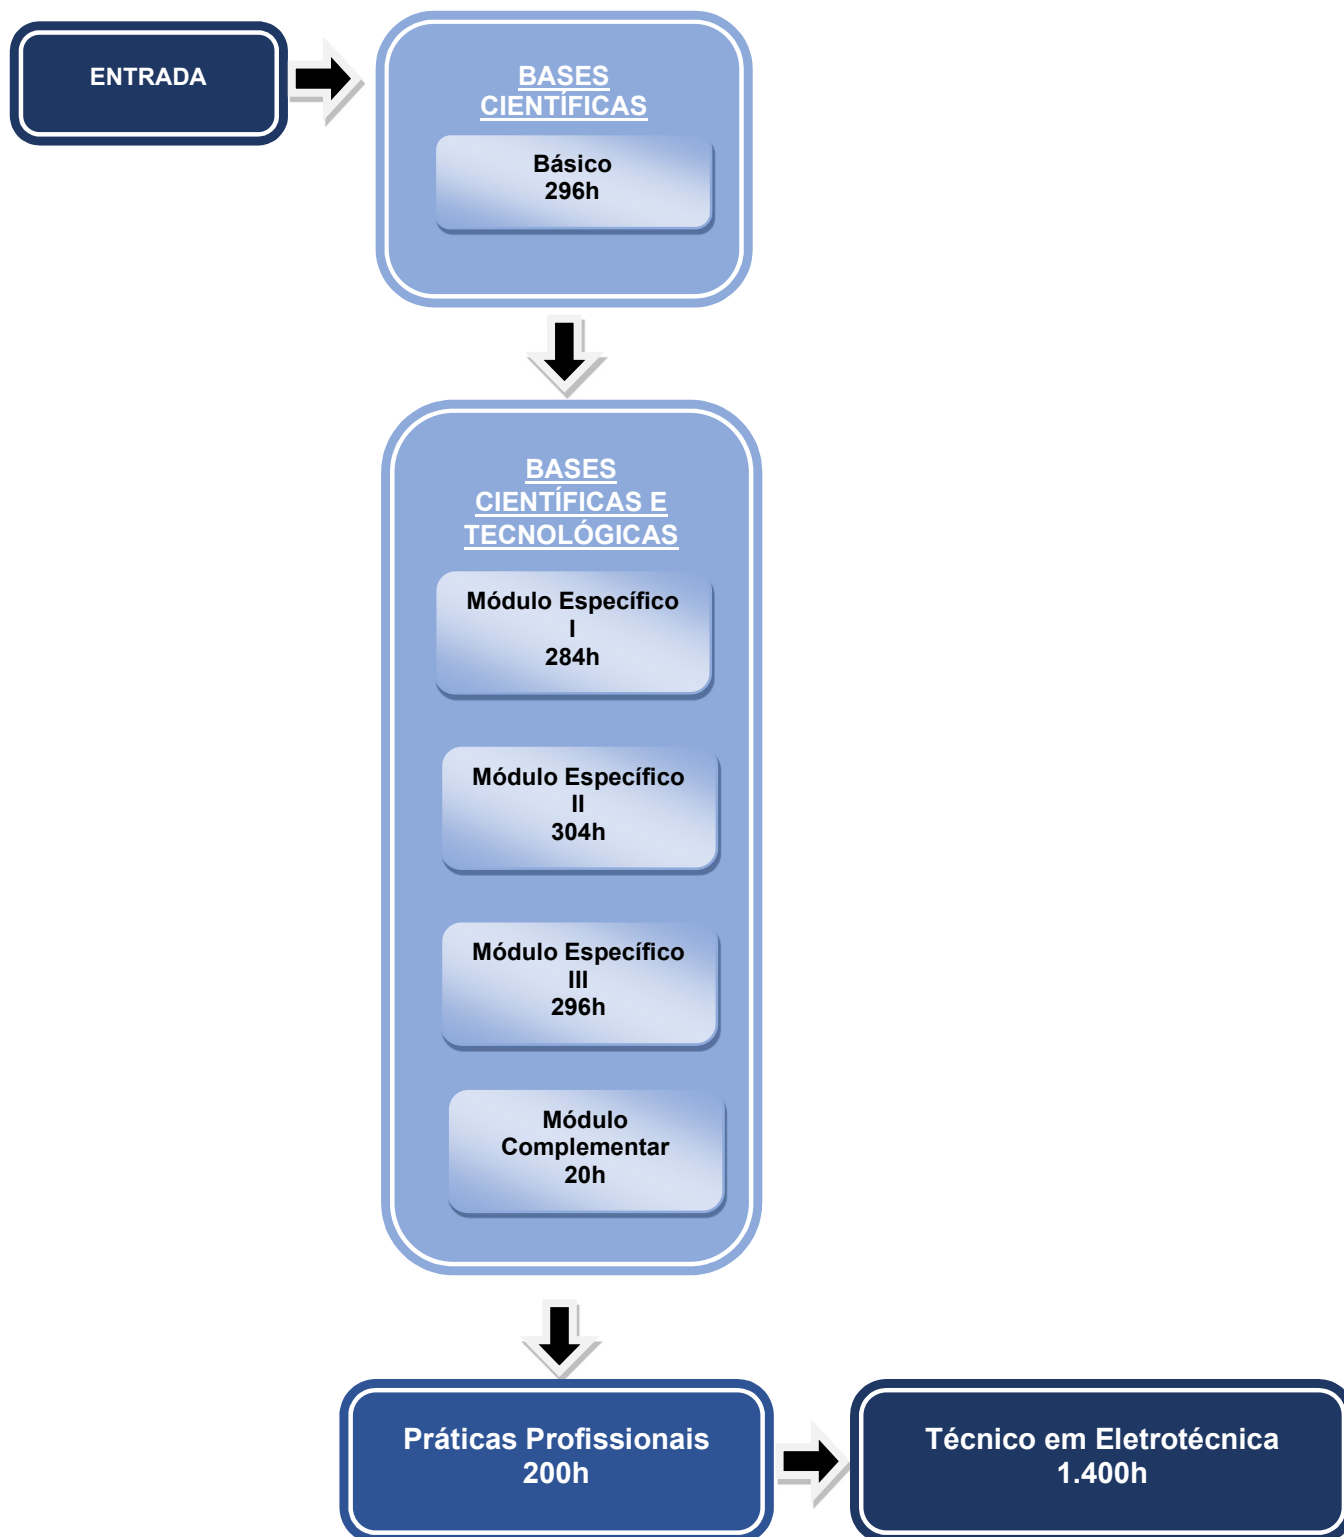 ENTRADA
BASES
CIENTÍFICAS
Básico
296h
BASES
CIENTÍFICAS E
TECNOLÓGICAS
Módulo Específico
I
284h
Módulo Específico
II
304h
Módulo Específico
III
296h
Módulo
Complementar
20h
Práticas Profissionais
200h
Técnico em Eletrotécnica
1.400h